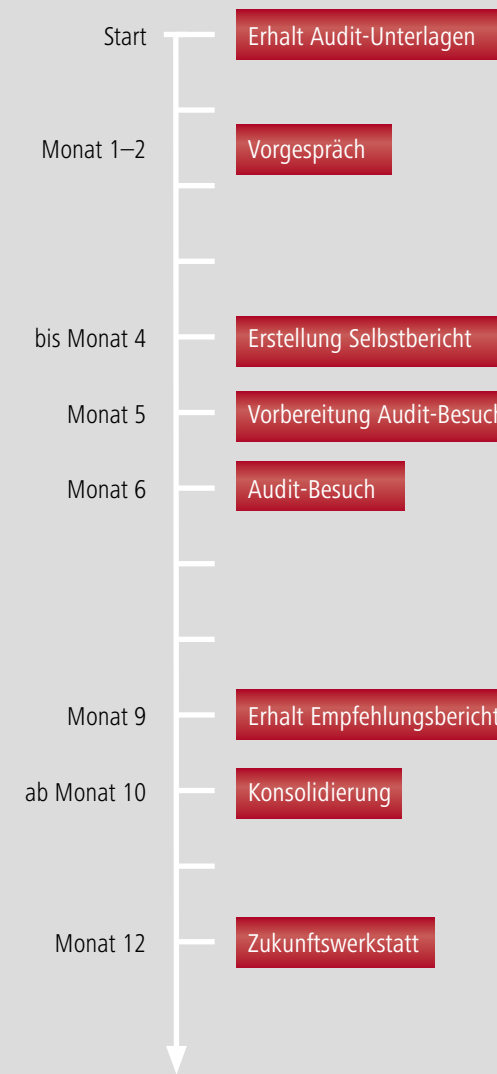 Start Erhalt Audit-Unterlagen
Monat 1–2 Vorgespräch
bis Monat 4 Erstellung Selbstbericht
Monat 5 Vorbereitung Audit-Besuch
Monat 6 Audit-Besuch
Monat 9 Erhalt Empfehlungsbericht
ab Monat 10 Konsolidierung
Monat 12 Zukunftswerkstatt